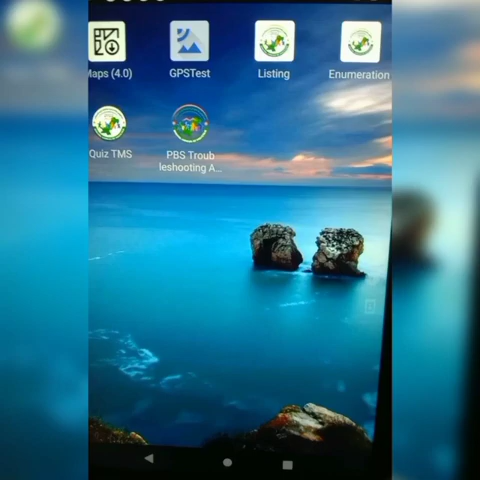 Maps (4.0)
GPSTest
Listing
Enumeration
Quiz TMS
PBS Troub
leshooting A...